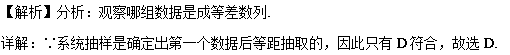 【解析】分析：观察哪组数据是成等差数列.
详解：∵系统抽样是确定出第一个数据后等距抽取的，因此只有 D 符合，故选 D.